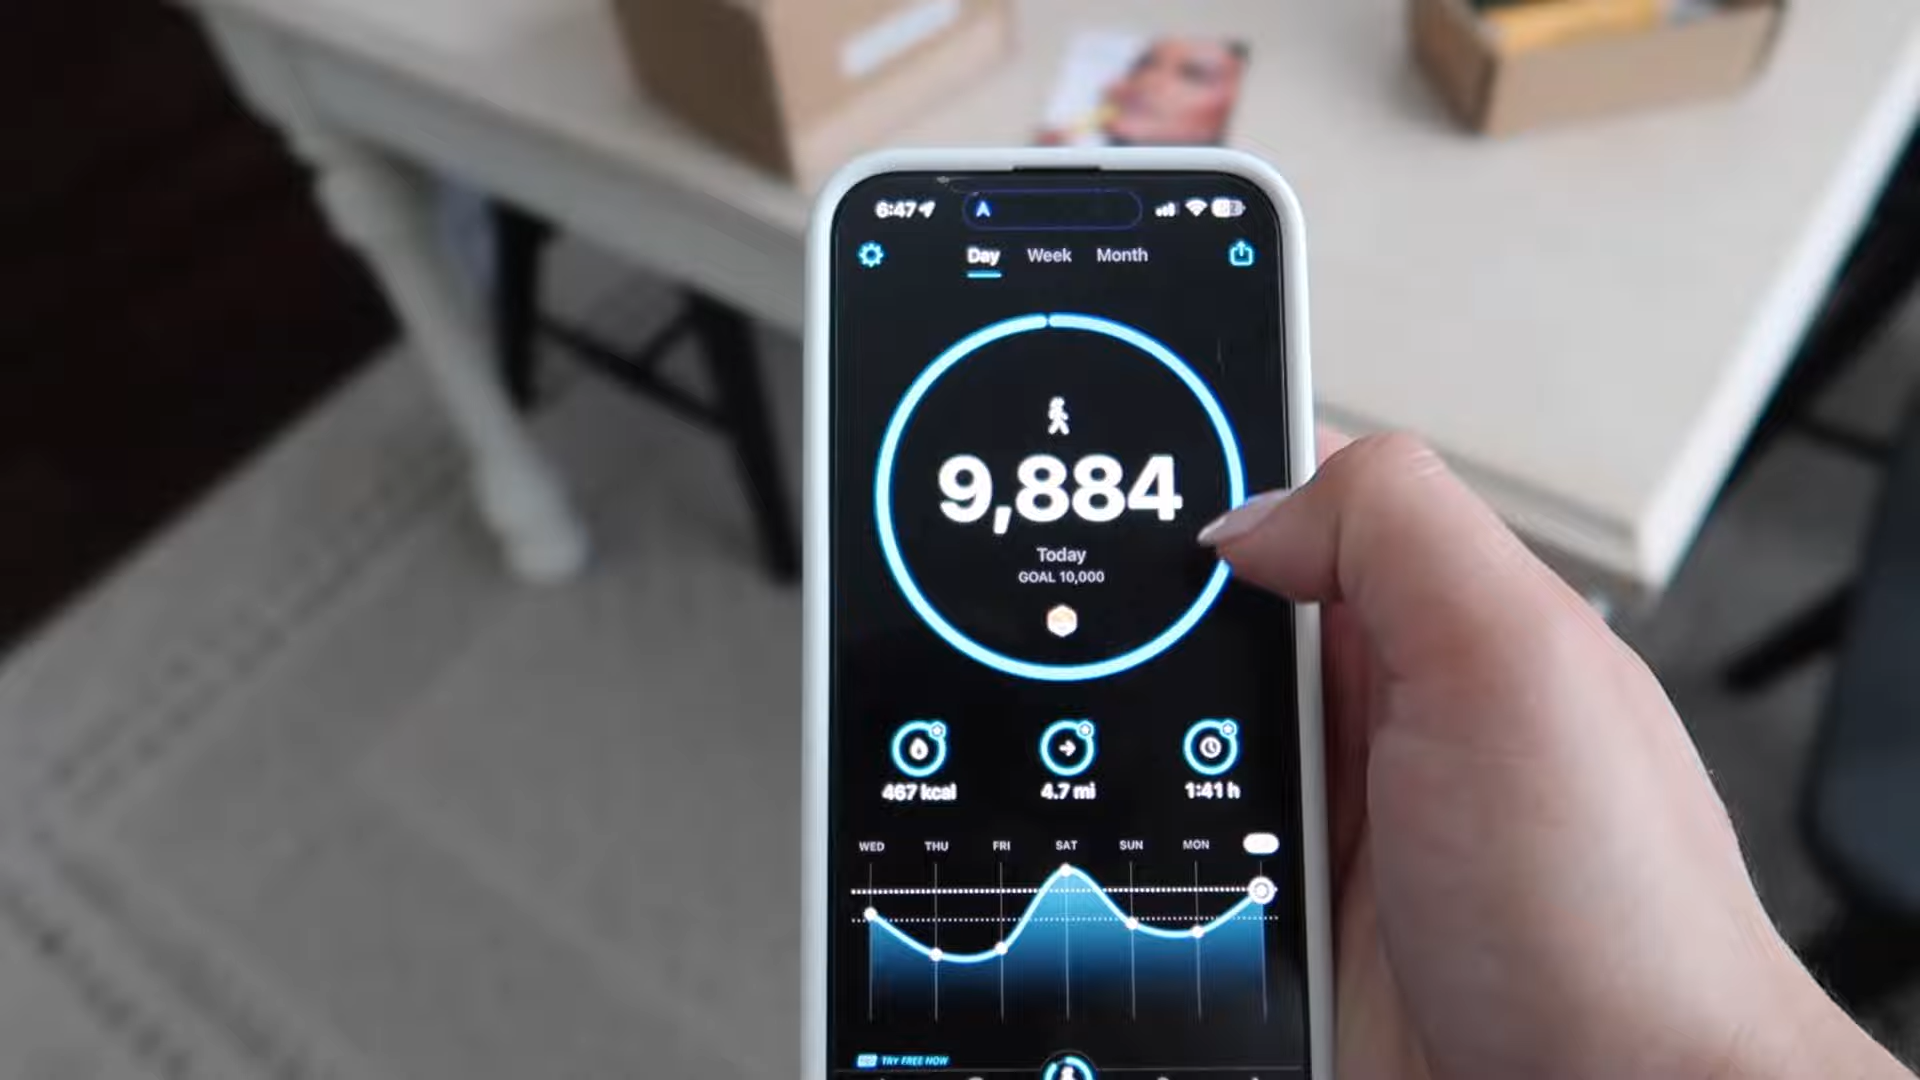 6:47
Day Week Month
9,884
Today
GOAL 10,000
467 kcal 4.7 mi 1:41 h
WED THU FRI SAT SUN MON
TRY FREE NOW